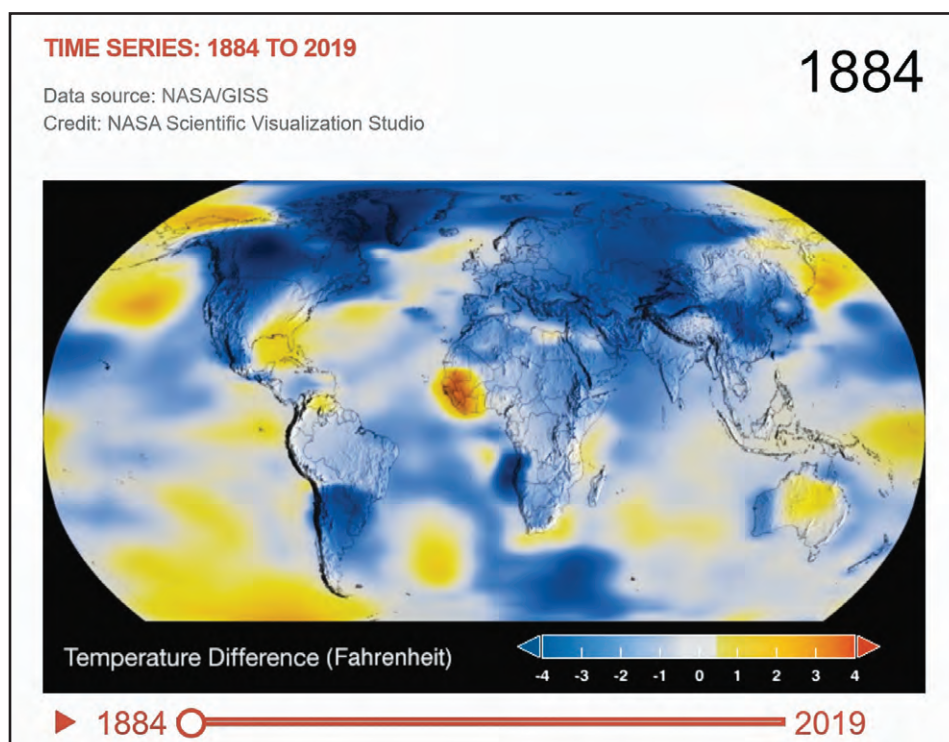 TIME SERIES: 1884 TO 2019
1884
Data source: NASA/GISS
Credit: NASA Scientific Visualization Studio
Temperature Difference (Fahrenheit)
-4 -3 -2 -1 0 1 2 3 4
1884 2019